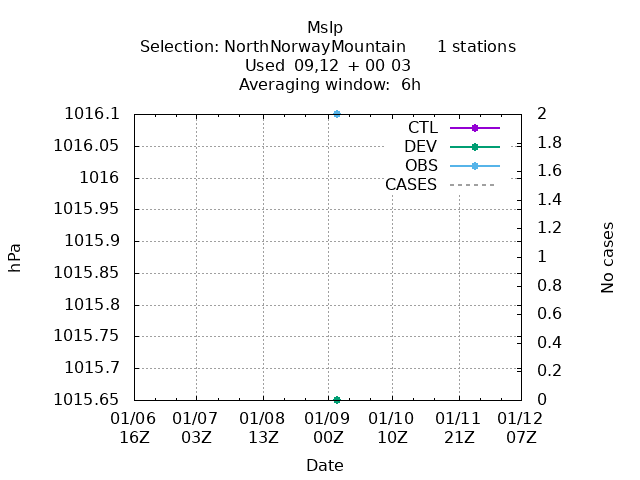 Mslp
Selection: NorthNorwayMountain 1 stations
Used 09,12 + 00 03
Averaging window: 6h
1016.1
1016.05
1016
1015.95
1015.9
1015.85
1015.8
1015.75
1015.7
1015.65
hPa
CTL
DEV
OBS
CASES
2
1.8
1.6
1.4
1.2
1
0.8
0.6
0.4
0.2
0
No cases
01/06 01/07 01/08 01/09 01/10 01/11 01/12
16Z 03Z 13Z 00Z 10Z 21Z 07Z
Date